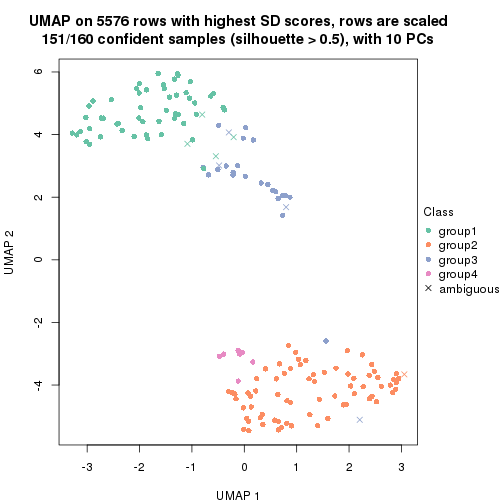 UMAP on 5576 rows with highest SD scores, rows are scaled
151/160 confident samples (silhouette > 0.5), with 10 PCs
6
4
2
0
-2
-4
UMAP 2
-3
-2
-1
0
1
2
3
UMAP 1
Class
group1
group2
group3
group4
ambiguous